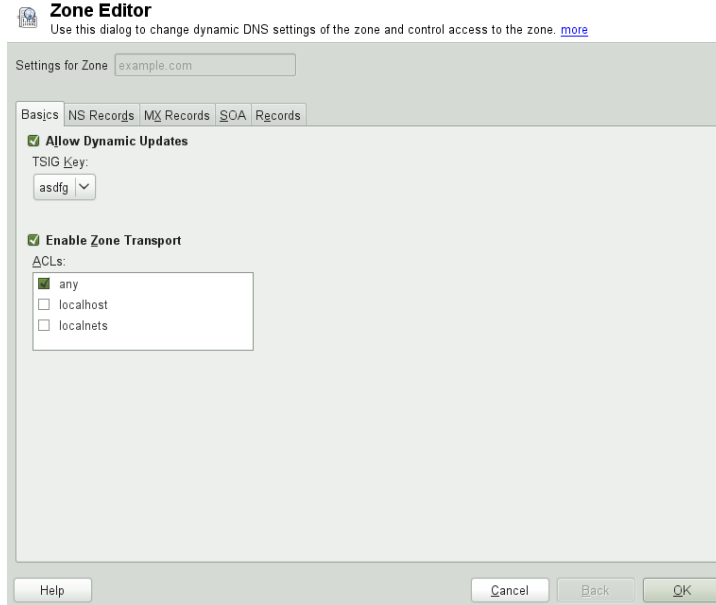 Zone Editor
Use this dialog to change dynamic DNS settings of the zone and control access to the zone. more
Settings for Zone example.com
Basics NS Records MX Records SOA Records
Allow Dynamic Updates
TSIG Key:
asdfg
Enable Zone Transport
ACLs:
any
localhost
localnets
Help Cancel Back OK